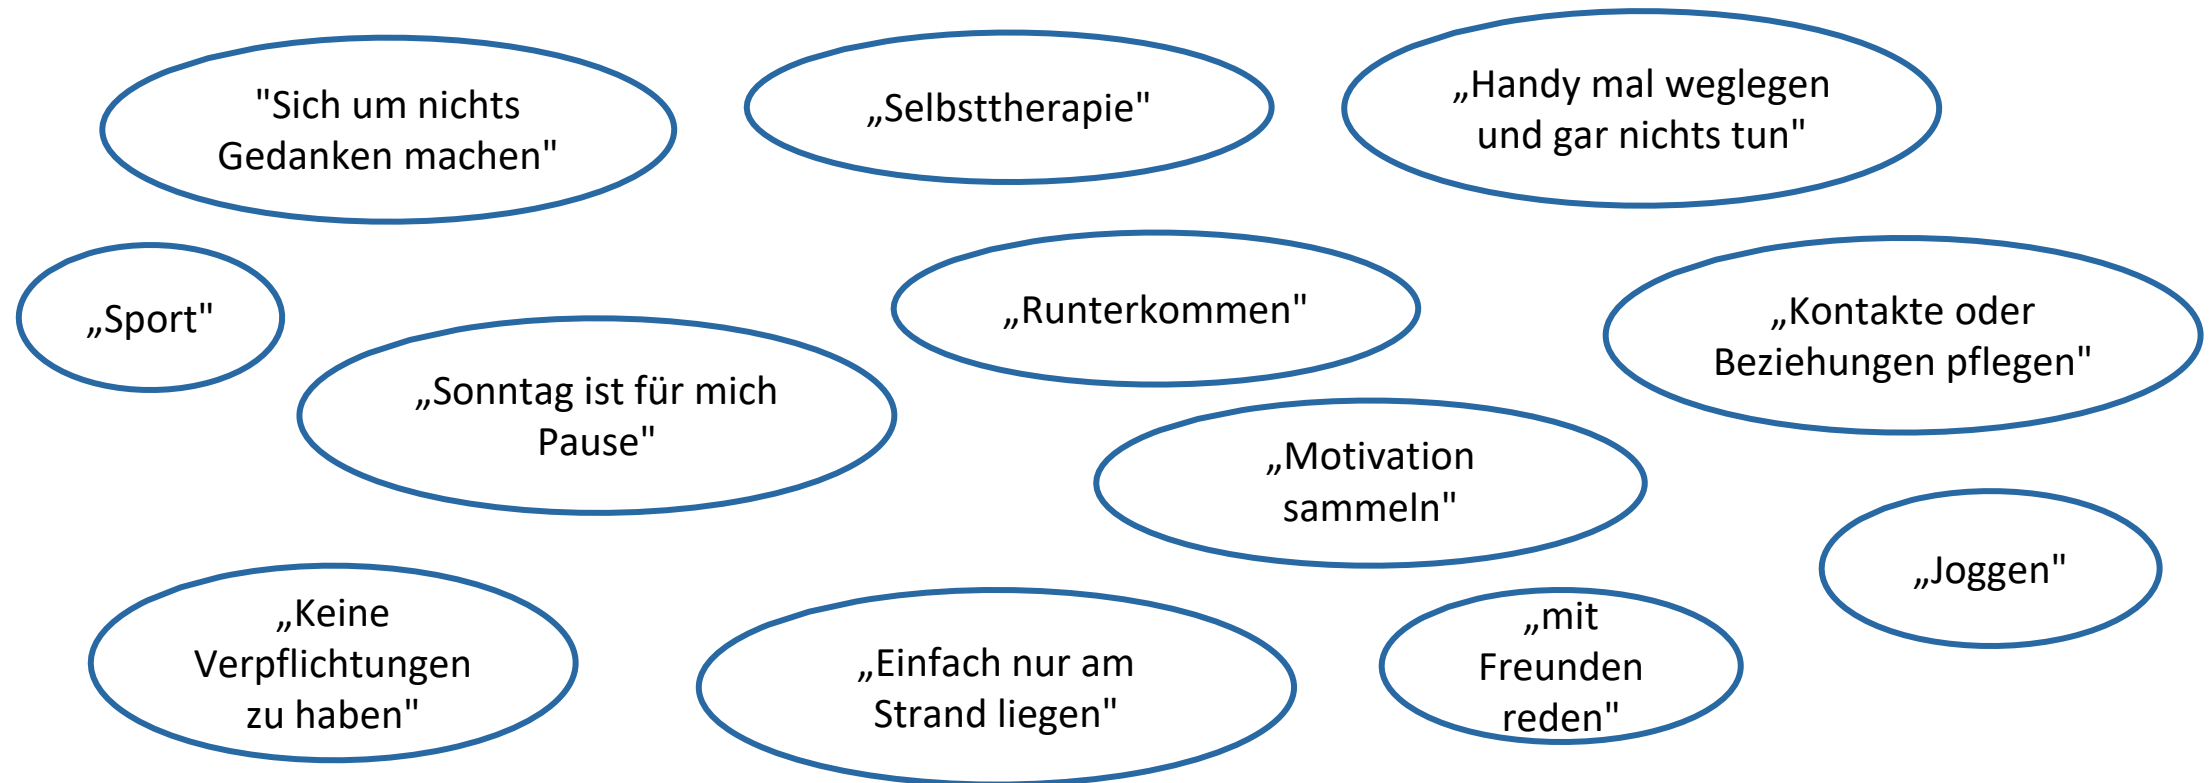 "Sich um nichts
Gedanken machen"
„Selbsttherapie"
„Handy mal weglegen
und gar nichts tun"
„Sport"
„Runterkommen"
„Kontakte oder
Beziehungen pflegen"
„Sonntag ist für mich
Pause"
„Motivation
sammeln"
„Joggen"
„Keine
Verpflichtungen
zu haben"
„Einfach nur am
Strand liegen"
„mit
Freunden
reden"